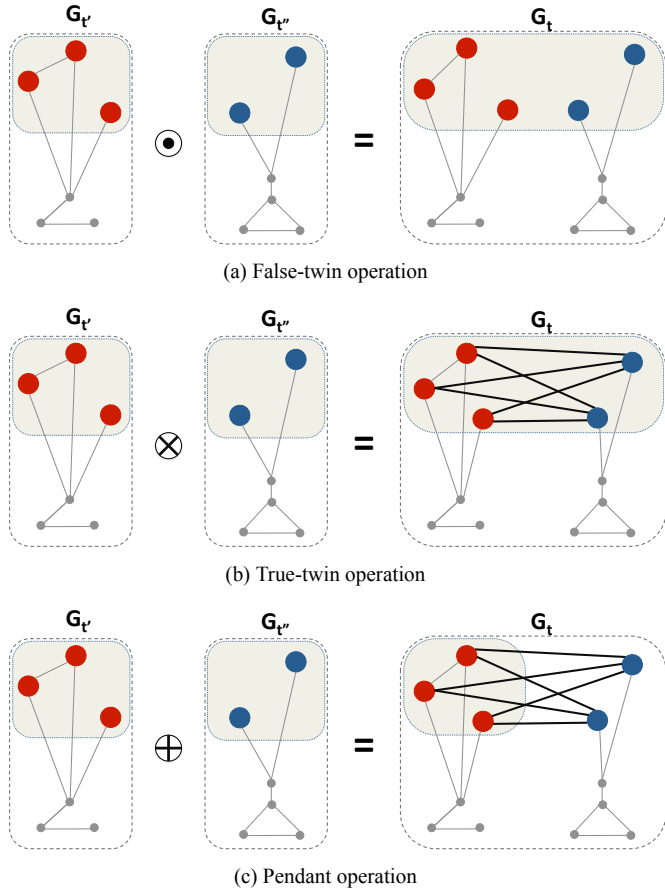 G_t′ G_t″ G_t
⊙ =
(a) False-twin operation
G_t′ G_t″ G_t
⊗ =
(b) True-twin operation
G_t′ G_t″ G_t
⊕ =
(c) Pendant operation